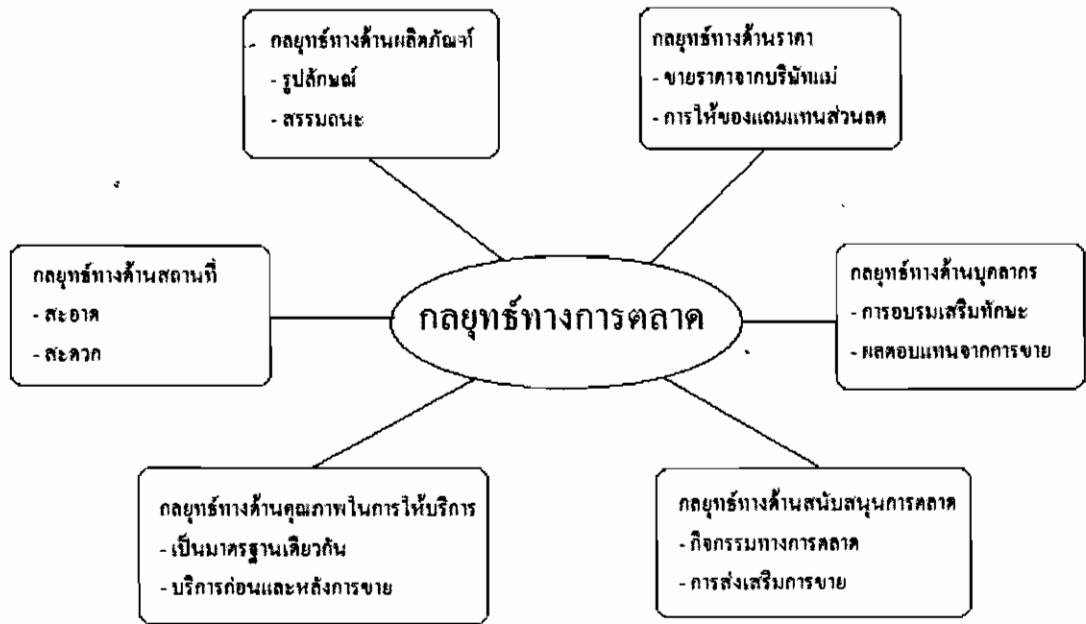 กลยุทธ์ทางด้านผลิตภัณฑ์
- รูปลักษณ์
- สรรมถนะ
กลยุทธ์ทางด้านราคา
- ขายราคาจากบริษัทแม่
- การให้ของแถมแทนส่วนลด
กลยุทธ์ทางด้านสถานที่
- สะอาด
- สะดวก
กลยุทธ์ทางการตลาด
กลยุทธ์ทางด้านบุคลากร
- การอบรมเสริมทักษะ
- ผลตอบแทนจากการขาย
กลยุทธ์ทางด้านคุณภาพในการให้บริการ
- เป็นมาตรฐานเดียวกัน
- บริการก่อนและหลังการขาย
กลยุทธ์ทางด้านสนับสนุนการตลาด
- กิจกรรมทางการตลาด
- การส่งเสริมการขาย